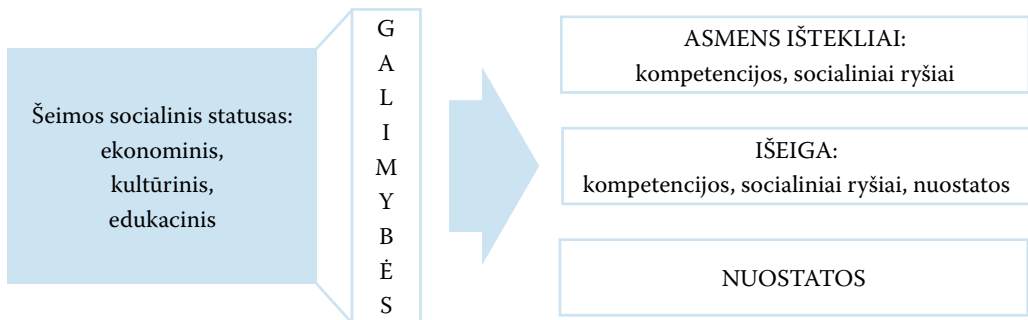 Šeimos socialinis statusas:
ekonominis,
kultūrinis,
edukacinis
G
A
L
I
M
Y
B
Ė
S
ASMENS IŠTEKLIAI:
kompetencijos, socialiniai ryšiai
IŠEIGA:
kompetencijos, socialiniai ryšiai, nuostatos
NUOSTATOS